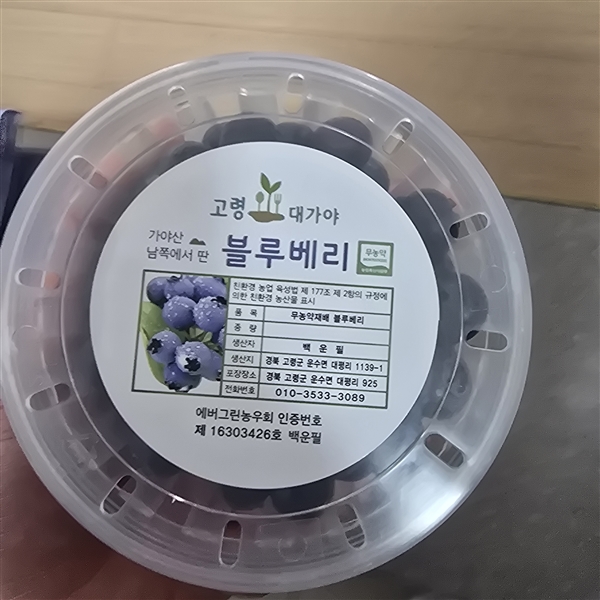 고령 대가야
가야산
남쪽에서 딴
블루베리
무농약
친환경 농업 육성법 제 177조 제 2항의 규정에
의한 친환경 농산물 표시
품 목 무농약재배 블루베리
중 량
생산자 백 운 필
생산지 경북 고령군 운수면 대평리 1139-1
포장장소 경북 고령군 운수면 대평리 925
전화번호 010-3533-3089
에버그린농우회 인증번호
제 16303426호 백운필